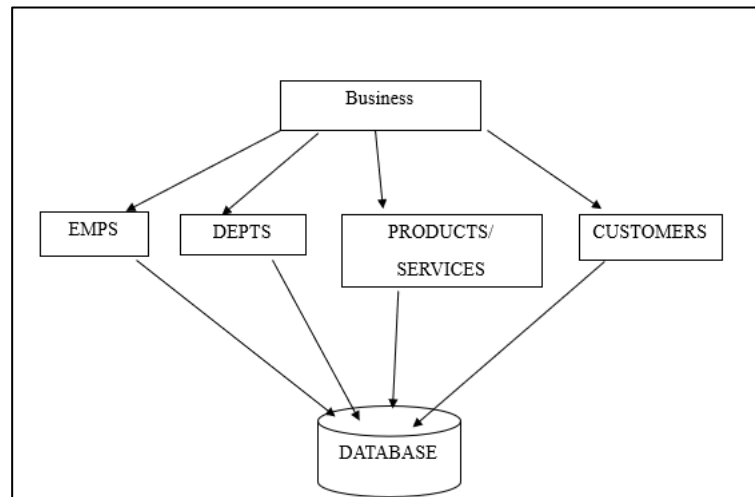 Business
EMPS
DEPTS
PRODUCTS/
SERVICES
CUSTOMERS
DATABASE